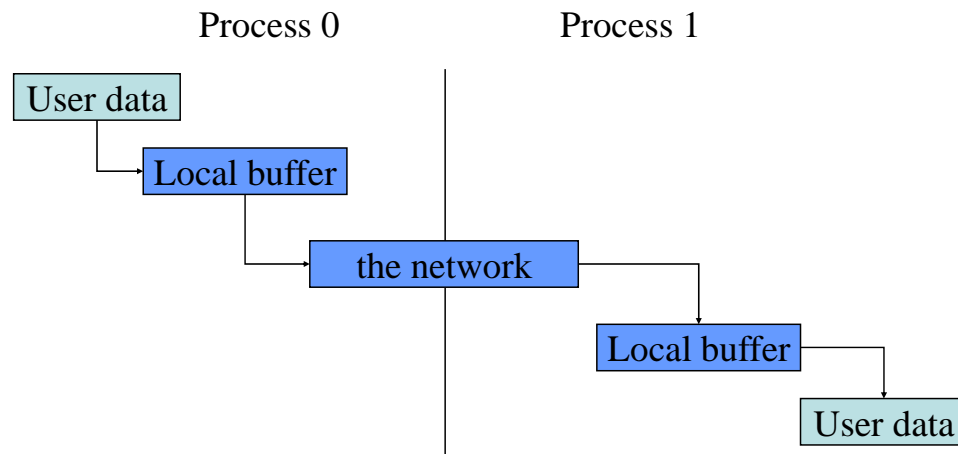 Process 0
Process 1
User data
Local buffer
the network
Local buffer
User data